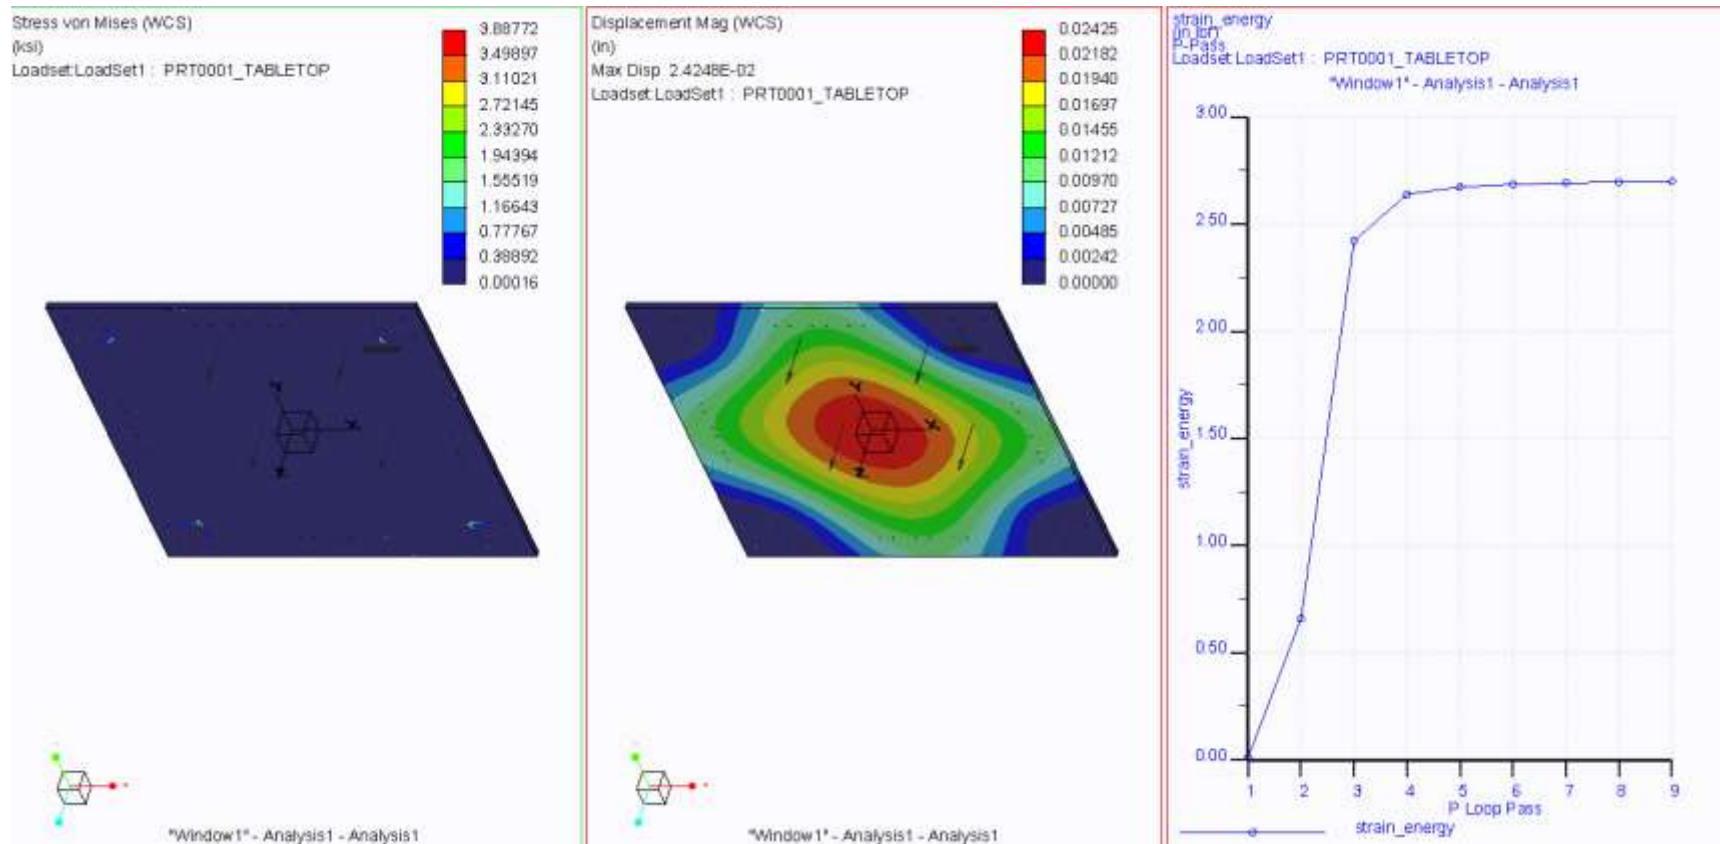 Stress von Mises (WCS)
(ksi)
Loadset:LoadSet1 : PRT0001_TABLETOP
3.88772
3.49897
3.11021
2.72145
2.33270
1.94394
1.55519
1.16643
0.77767
0.38892
0.00016
Y
X
Z
"Window1" - Analysis1 - Analysis1
Displacement Mag (WCS)
(in)
Max Disp 2.4248E-02
Loadset:LoadSet1 : PRT0001_TABLETOP
0.02425
0.02182
0.01940
0.01697
0.01455
0.01212
0.00970
0.00727
0.00485
0.00242
0.00000
Y
X
Z
"Window1" - Analysis1 - Analysis1
strain_energy
(in lbf)
P-Pass
Loadset:LoadSet1 : PRT0001_TABLETOP
"Window1" - Analysis1 - Analysis1
3.00
2.50
2.00
1.50
1.00
0.50
0.00
strain_energy
1 2 3 4 5 6 7 8 9
P Loop Pass
strain_energy